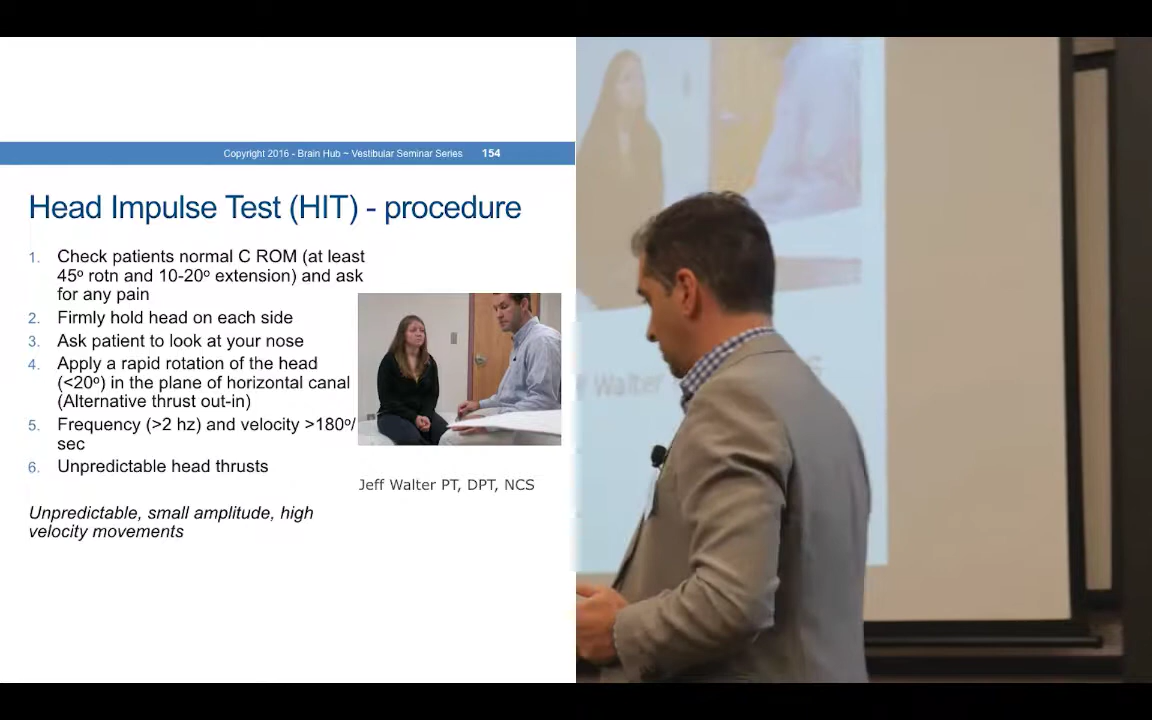 Copyright 2016 - Brain Hub ~ Vestibular Seminar Series 154
Head Impulse Test (HIT) - procedure
1. Check patients normal C ROM (at least
45º rotn and 10-20º extension) and ask
for any pain
2. Firmly hold head on each side
3. Ask patient to look at your nose
4. Apply a rapid rotation of the head
(<20º) in the plane of horizontal canal
(Alternative thrust out-in)
5. Frequency (>2 hz) and velocity >180º/
sec
6. Unpredictable head thrusts
Jeff Walter PT, DPT, NCS
Unpredictable, small amplitude, high
velocity movements
Walter